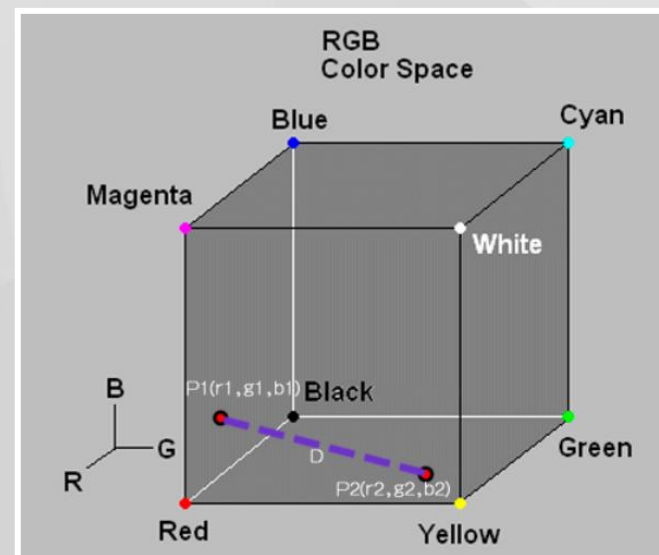 RGB
Color Space
Blue
Cyan
Magenta
White
P1(r1,g1,b1)
Black
B
G
R
D
Green
P2(r2,g2,b2)
Red
Yellow